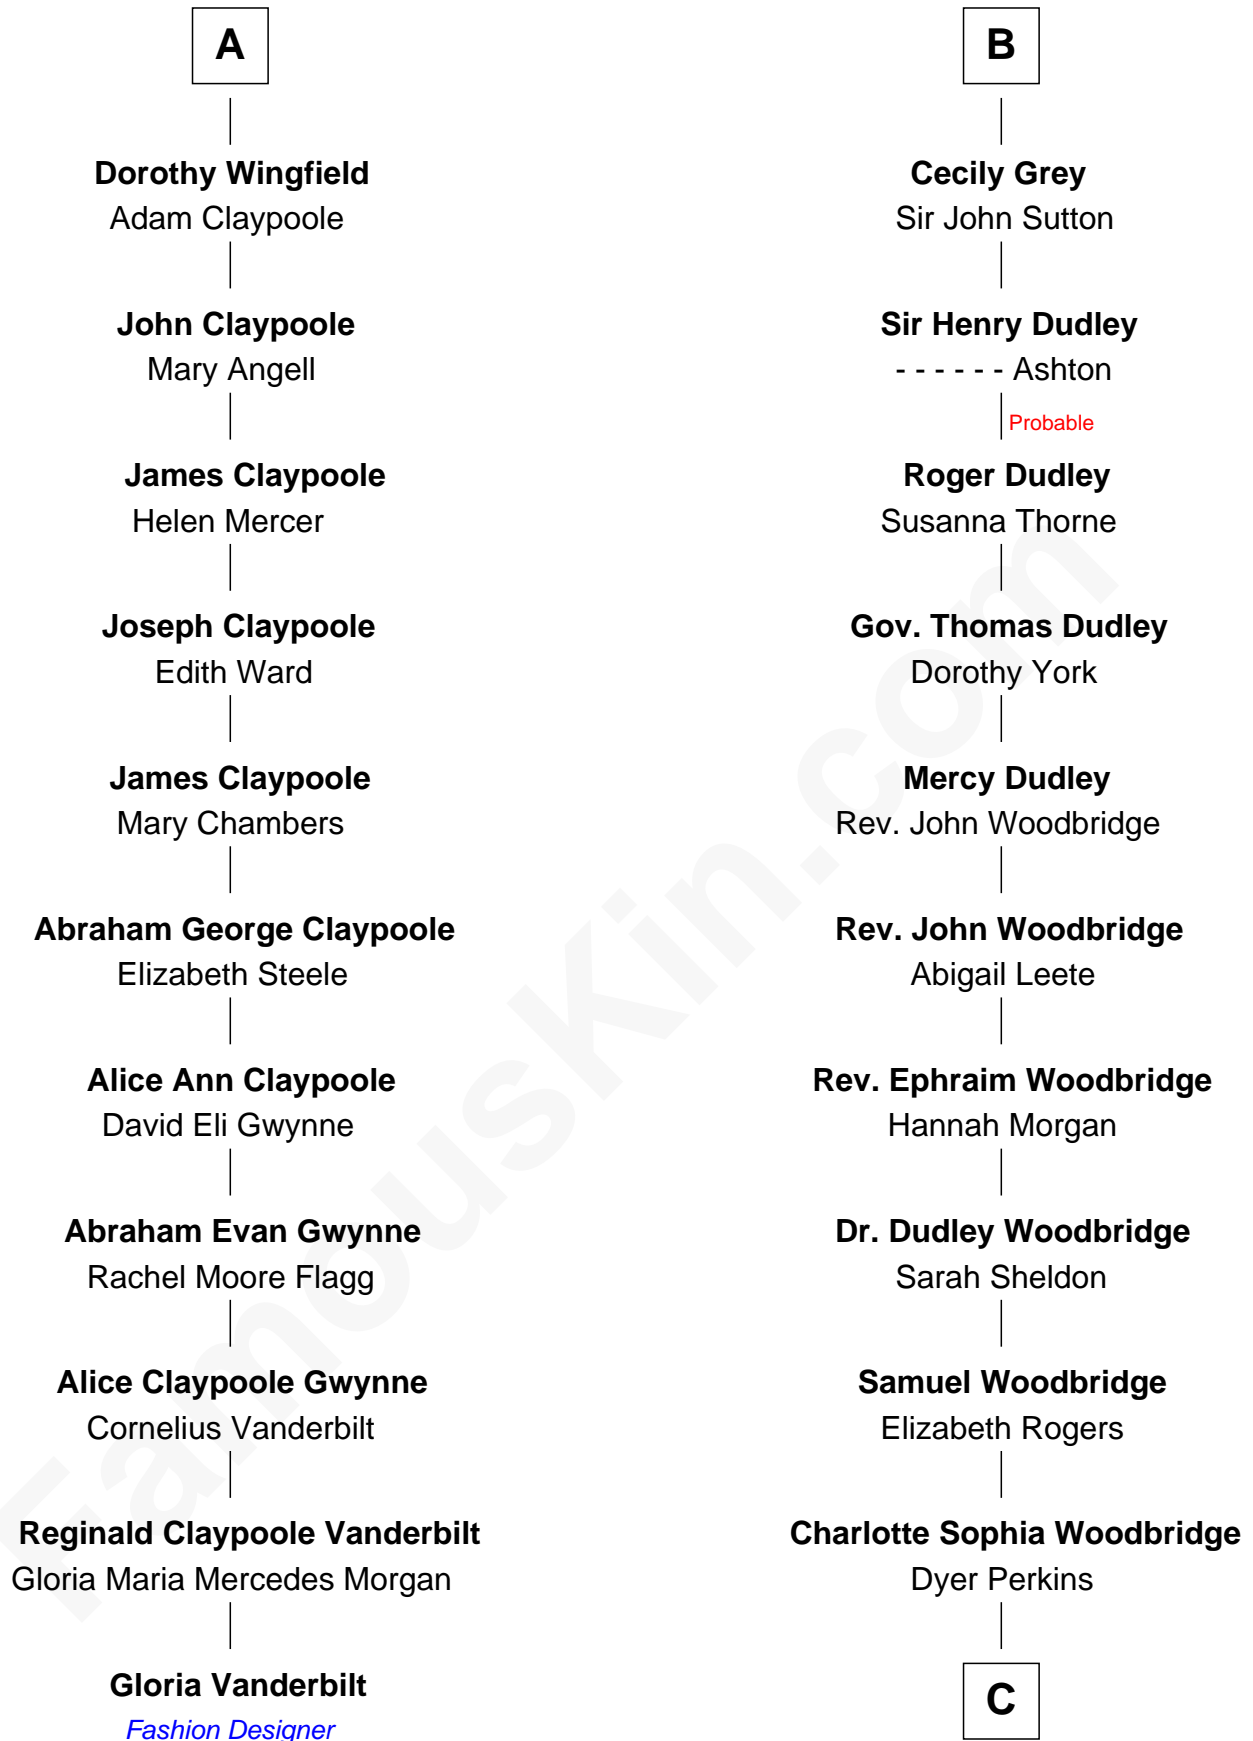 A
Dorothy Wingfield
Adam Claypoole
John Claypoole
Mary Angell
James Claypoole
Helen Mercer
Joseph Claypoole
Edith Ward
James Claypoole
Mary Chambers
Abraham George Claypoole
Elizabeth Steele
Alice Ann Claypoole
David Eli Gwynne
Abraham Evan Gwynne
Rachel Moore Flagg
Alice Claypoole Gwynne
Cornelius Vanderbilt
Reginald Claypoole Vanderbilt
Gloria Maria Mercedes Morgan
Gloria Vanderbilt
Fashion Designer
B
Cecily Grey
Sir John Sutton
Sir Henry Dudley
- - - - - - Ashton
Probable
Roger Dudley
Susanna Thorne
Gov. Thomas Dudley
Dorothy York
Mercy Dudley
Rev. John Woodbridge
Rev. John Woodbridge
Abigail Leete
Rev. Ephraim Woodbridge
Hannah Morgan
Dr. Dudley Woodbridge
Sarah Sheldon
Samuel Woodbridge
Elizabeth Rogers
Charlotte Sophia Woodbridge
Dyer Perkins
C
FamousKin.com